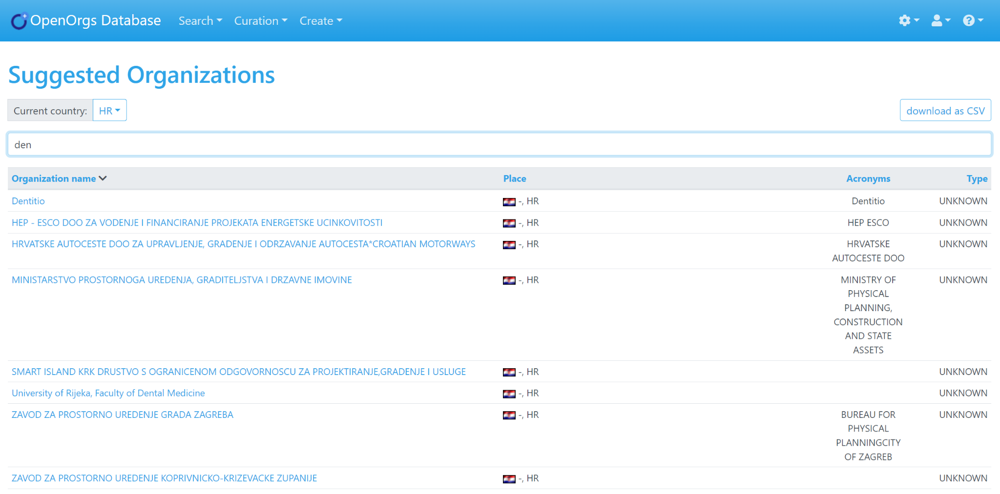 OpenOrgs Database Search Curation Create
Suggested Organizations
Current country: HR download as CSV
den
Organization name Place Acronyms Type
Dentitio -, HR Dentitio UNKNOWN
HEP - ESCO DOO ZA VODENJE I FINANCIRANJE PROJEKATA ENERGETSKE UCINKOVITOSTI -, HR HEP ESCO UNKNOWN
HRVATSKE AUTOCESTE DOO ZA UPRAVLJENJE, GRADENJE I ODRZAVANJE AUTOCESTA*CROATIAN MOTORWAYS -, HR HRVATSKE UNKNOWN
AUTOCESTE DOO
MINISTARSTVO PROSTORNOGA UREDENJA, GRADITELJSTVA I DRZAVNE IMOVINE -, HR MINISTRY OF UNKNOWN
PHYSICAL
PLANNING,
CONSTRUCTION
AND STATE
ASSETS
SMART ISLAND KRK DRUSTVO S OGRANICENOM ODGOVORNOSCU ZA PROJEKTIRANJE,GRADENJE I USLUGE -, HR UNKNOWN
University of Rijeka, Faculty of Dental Medicine -, HR UNKNOWN
ZAVOD ZA PROSTORNO UREDENJE GRADA ZAGREBA -, HR BUREAU FOR UNKNOWN
PHYSICAL
PLANNINGCITY
OF ZAGREB
ZAVOD ZA PROSTORNO UREDENJE KOPRIVNICKO-KRIZEVACKE ZUPANIJE -, HR UNKNOWN